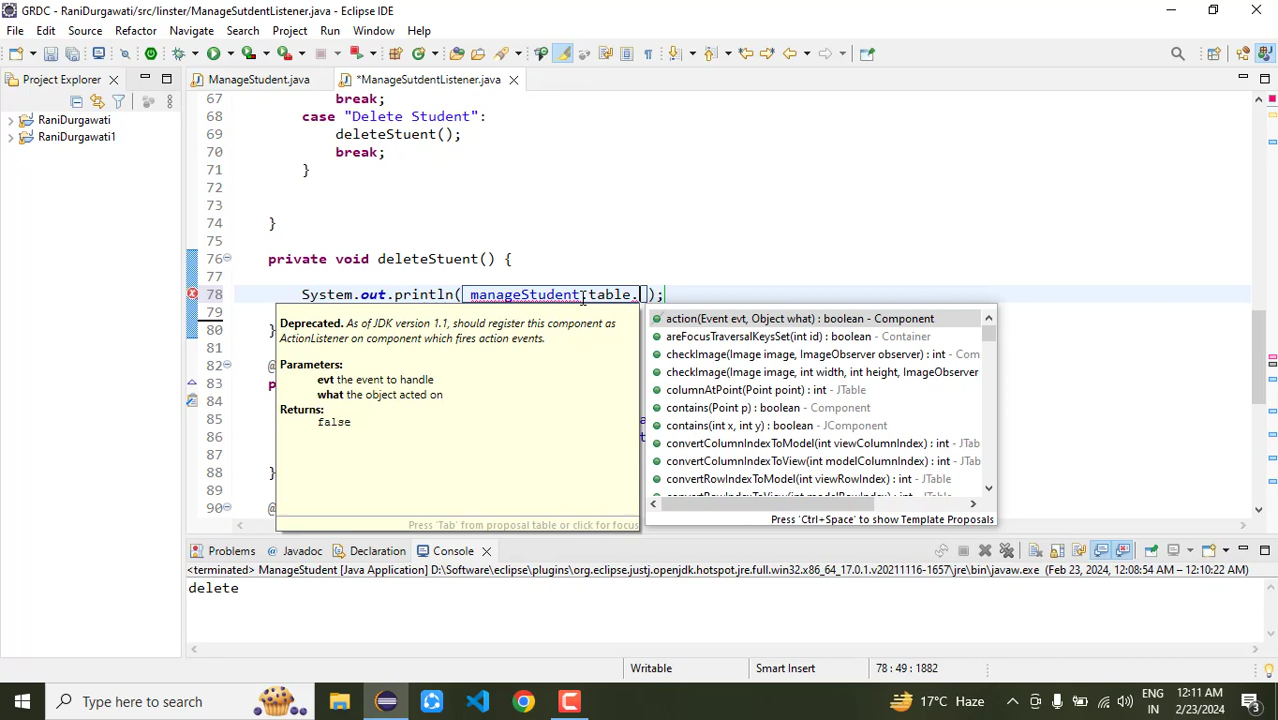 GRDC - RaniDurgawati/src/linster/ManageSutdentListener.java - Eclipse IDE
File Edit Source Refactor Navigate Search Project Run Window Help
Project Explorer
ManageStudent.java
*ManageSutdentListener.java
RaniDurgawati
RaniDurgawati1
67 break;
68 case "Delete Student":
69 deleteStuent();
70 break;
71 }
72
73
74 }
75
76 private void deleteStuent() {
77
78 System.out.println( manageStudent.table.);
79
80 }
81
82 @
83 p
84
85
86
87
88 }
89
90 @
Deprecated. As of JDK version 1.1, should register this component as
ActionListener on component which fires action events.
Parameters:
evt the event to handle
what the object acted on
Returns:
false
Press 'Tab' from proposal table or click for focus
action(Event evt, Object what) : boolean - Component
areFocusTraversalKeysSet(int id) : boolean - Container
checkImage(Image image, ImageObserver observer) : int - Com
checkImage(Image image, int width, int height, ImageObserver
columnAtPoint(Point point) : int - JTable
contains(Point p) : boolean - Component
contains(int x, int y) : boolean - JComponent
convertColumnIndexToModel(int viewColumnIndex) : int - JT
convertColumnIndexToView(int modelColumnIndex) : int - JTab
convertRowIndexToModel(int viewRowIndex) : int - JTable
Press 'Ctrl+Space' to show Template Proposals
Problems Javadoc Declaration Console
<terminated> ManageStudent [Java Application] D:\Software\eclipse\plugins\org.eclipse.justj.openjdk.hotspot.jre.full.win32.x86_64_17.0.1.v20211116-1657\jre\bin\javaw.exe (Feb 23, 2024, 12:08:54 AM – 12:10:22 AM)
delete
Writable
Smart Insert
78 : 49 : 1882
Type here to search
17°C Haze
ENG
IN
12:11 AM
2/23/2024
3